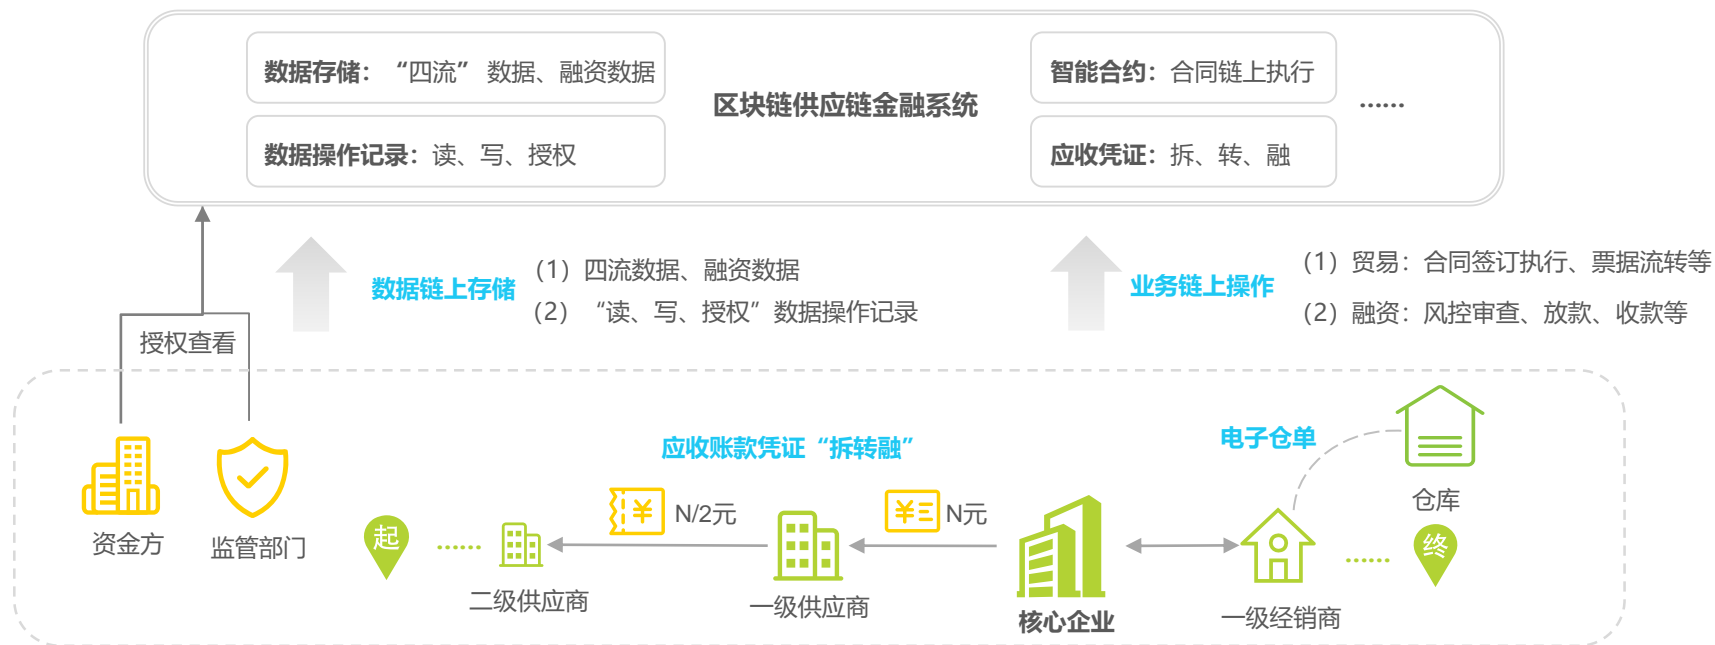 数据存储：“四流” 数据、融资数据
数据操作记录：读、写、授权
区块链供应链金融系统
智能合约：合同链上执行
应收凭证：拆、转、融
......
数据链上存储
（1）四流数据、融资数据
（2）“读、写、授权”数据操作记录
业务链上操作
（1）贸易：合同签订执行、票据流转等
（2）融资：风控审查、放款、收款等
授权查看
应收账款凭证“拆转融”
电子仓单
仓库
资金方
监管部门
起
......
二级供应商
¥ N/2元
一级供应商
¥ N元
核心企业
一级经销商
......
终